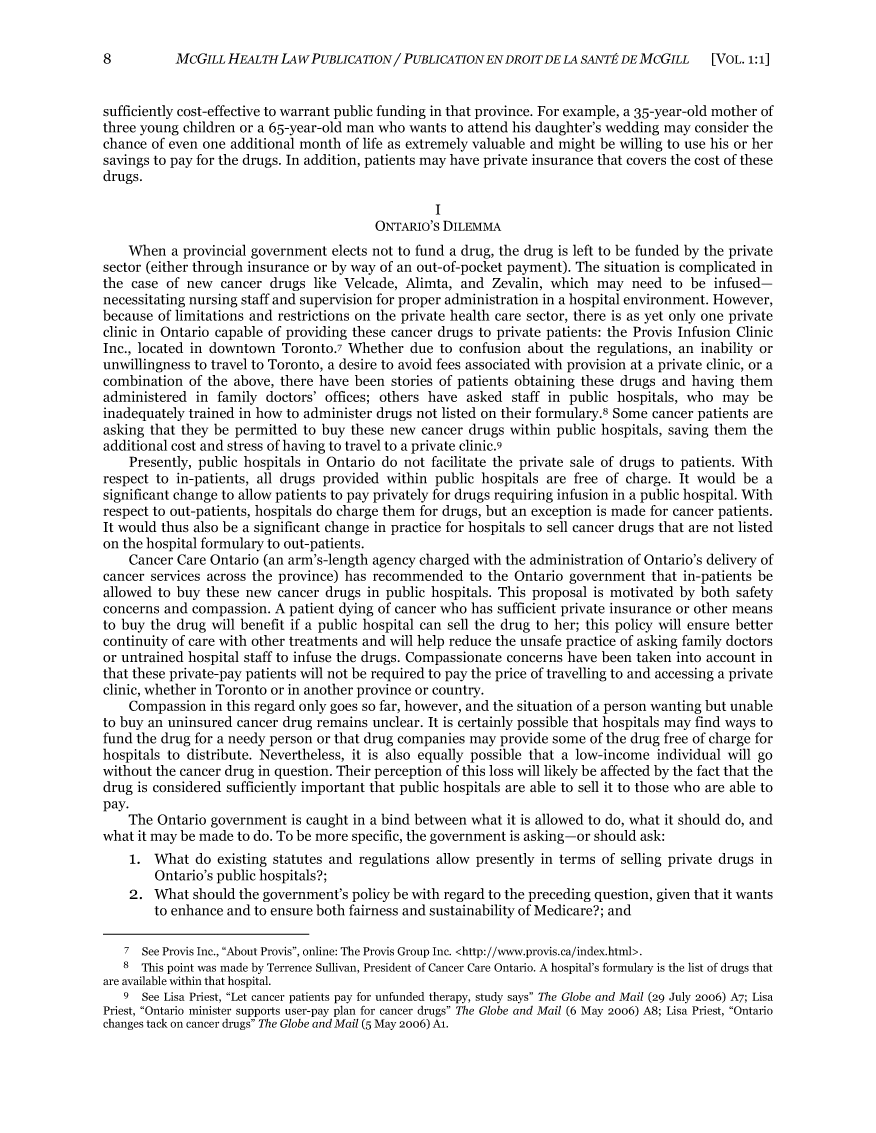 8 MCGILL HEALTH LAW PUBLICATION / PUBLICATION EN DROIT DE LA SANTÉ DE MCGILL [VOL. 1:1]
sufficiently cost-effective to warrant public funding in that province. For example, a 35-year-old mother of
three young children or a 65-year-old man who wants to attend his daughter’s wedding may consider the
chance of even one additional month of life as extremely valuable and might be willing to use his or her
savings to pay for the drugs. In addition, patients may have private insurance that covers the cost of these
drugs.
I
ONTARIO’S DILEMMA
When a provincial government elects not to fund a drug, the drug is left to be funded by the private
sector (either through insurance or by way of an out-of-pocket payment). The situation is complicated in
the case of new cancer drugs like Velcade, Alimta, and Zevalin, which may need to be infused—
necessitating nursing staff and supervision for proper administration in a hospital environment. However,
because of limitations and restrictions on the private health care sector, there is as yet only one private
clinic in Ontario capable of providing these cancer drugs to private patients: the Provis Infusion Clinic
Inc., located in downtown Toronto.7 Whether due to confusion about the regulations, an inability or
unwillingness to travel to Toronto, a desire to avoid fees associated with provision at a private clinic, or a
combination of the above, there have been stories of patients obtaining these drugs and having them
administered in family doctors’ offices; others have asked staff in public hospitals, who may be
inadequately trained in how to administer drugs not listed on their formulary.8 Some cancer patients are
asking that they be permitted to buy these new cancer drugs within public hospitals, saving them the
additional cost and stress of having to travel to a private clinic.9
Presently, public hospitals in Ontario do not facilitate the private sale of drugs to patients. With
respect to in-patients, all drugs provided within public hospitals are free of charge. It would be a
significant change to allow patients to pay privately for drugs requiring infusion in a public hospital. With
respect to out-patients, hospitals do charge them for drugs, but an exception is made for cancer patients.
It would thus also be a significant change in practice for hospitals to sell cancer drugs that are not listed
on the hospital formulary to out-patients.
Cancer Care Ontario (an arm’s-length agency charged with the administration of Ontario’s delivery of
cancer services across the province) has recommended to the Ontario government that in-patients be
allowed to buy these new cancer drugs in public hospitals. This proposal is motivated by both safety
concerns and compassion. A patient dying of cancer who has sufficient private insurance or other means
to buy the drug will benefit if a public hospital can sell the drug to her; this policy will ensure better
continuity of care with other treatments and will help reduce the unsafe practice of asking family doctors
or untrained hospital staff to infuse the drugs. Compassionate concerns have been taken into account in
that these private-pay patients will not be required to pay the price of travelling to and accessing a private
clinic, whether in Toronto or in another province or country.
Compassion in this regard only goes so far, however, and the situation of a person wanting but unable
to buy an uninsured cancer drug remains unclear. It is certainly possible that hospitals may find ways to
fund the drug for a needy person or that drug companies may provide some of the drug free of charge for
hospitals to distribute. Nevertheless, it is also equally possible that a low-income individual will go
without the cancer drug in question. Their perception of this loss will likely be affected by the fact that the
drug is considered sufficiently important that public hospitals are able to sell it to those who are able to
pay.
The Ontario government is caught in a bind between what it is allowed to do, what it should do, and
what it may be made to do. To be more specific, the government is asking—or should ask:
1. What do existing statutes and regulations allow presently in terms of selling private drugs in
Ontario’s public hospitals?;
2. What should the government’s policy be with regard to the preceding question, given that it wants
to enhance and to ensure both fairness and sustainability of Medicare?; and
7 See Provis Inc., “About Provis”, online: The Provis Group Inc. <http://www.provis.ca/index.html>.
8 This point was made by Terrence Sullivan, President of Cancer Care Ontario. A hospital’s formulary is the list of drugs that
are available within that hospital.
9 See Lisa Priest, “Let cancer patients pay for unfunded therapy, study says” The Globe and Mail (29 July 2006) A7; Lisa
Priest, “Ontario minister supports user-pay plan for cancer drugs” The Globe and Mail (6 May 2006) A8; Lisa Priest, “Ontario
changes tack on cancer drugs” The Globe and Mail (5 May 2006) A1.